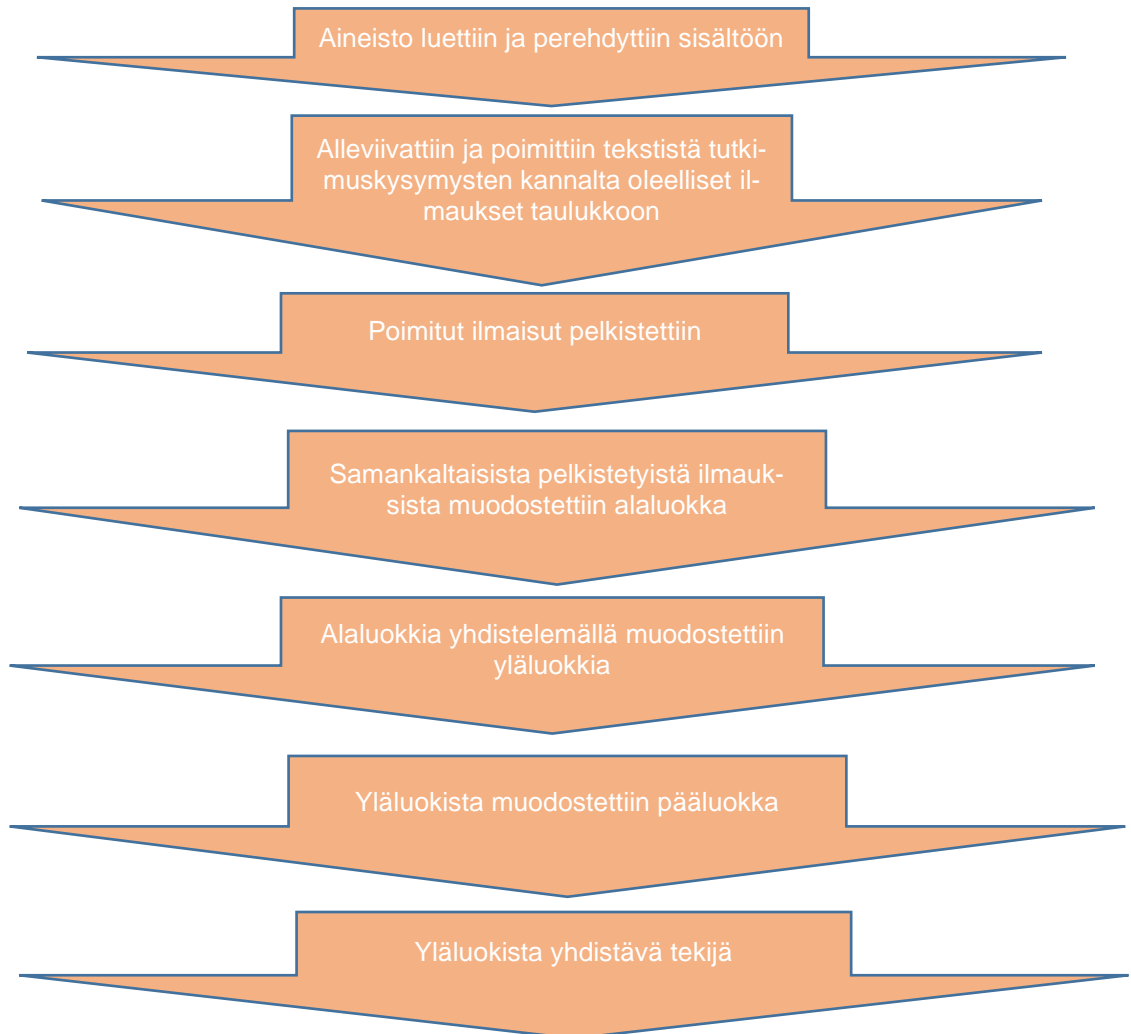 Aineisto luettiin ja perehdyttiin sisältöön
Alleviivattiin ja poimittiin tekstistä tutki-
muskysymysten kannalta oleelliset il-
maukset taulukkoon
Poimitut ilmaisut pelkistettiin
Samankaltaisista pelkistetyistä ilmauk-
sista muodostettiin alaluokka
Alaluokkia yhdistelemällä muodostettiin
yläluokkia
Yläluokista muodostettiin pääluokka
Yläluokista yhdistävä tekijä